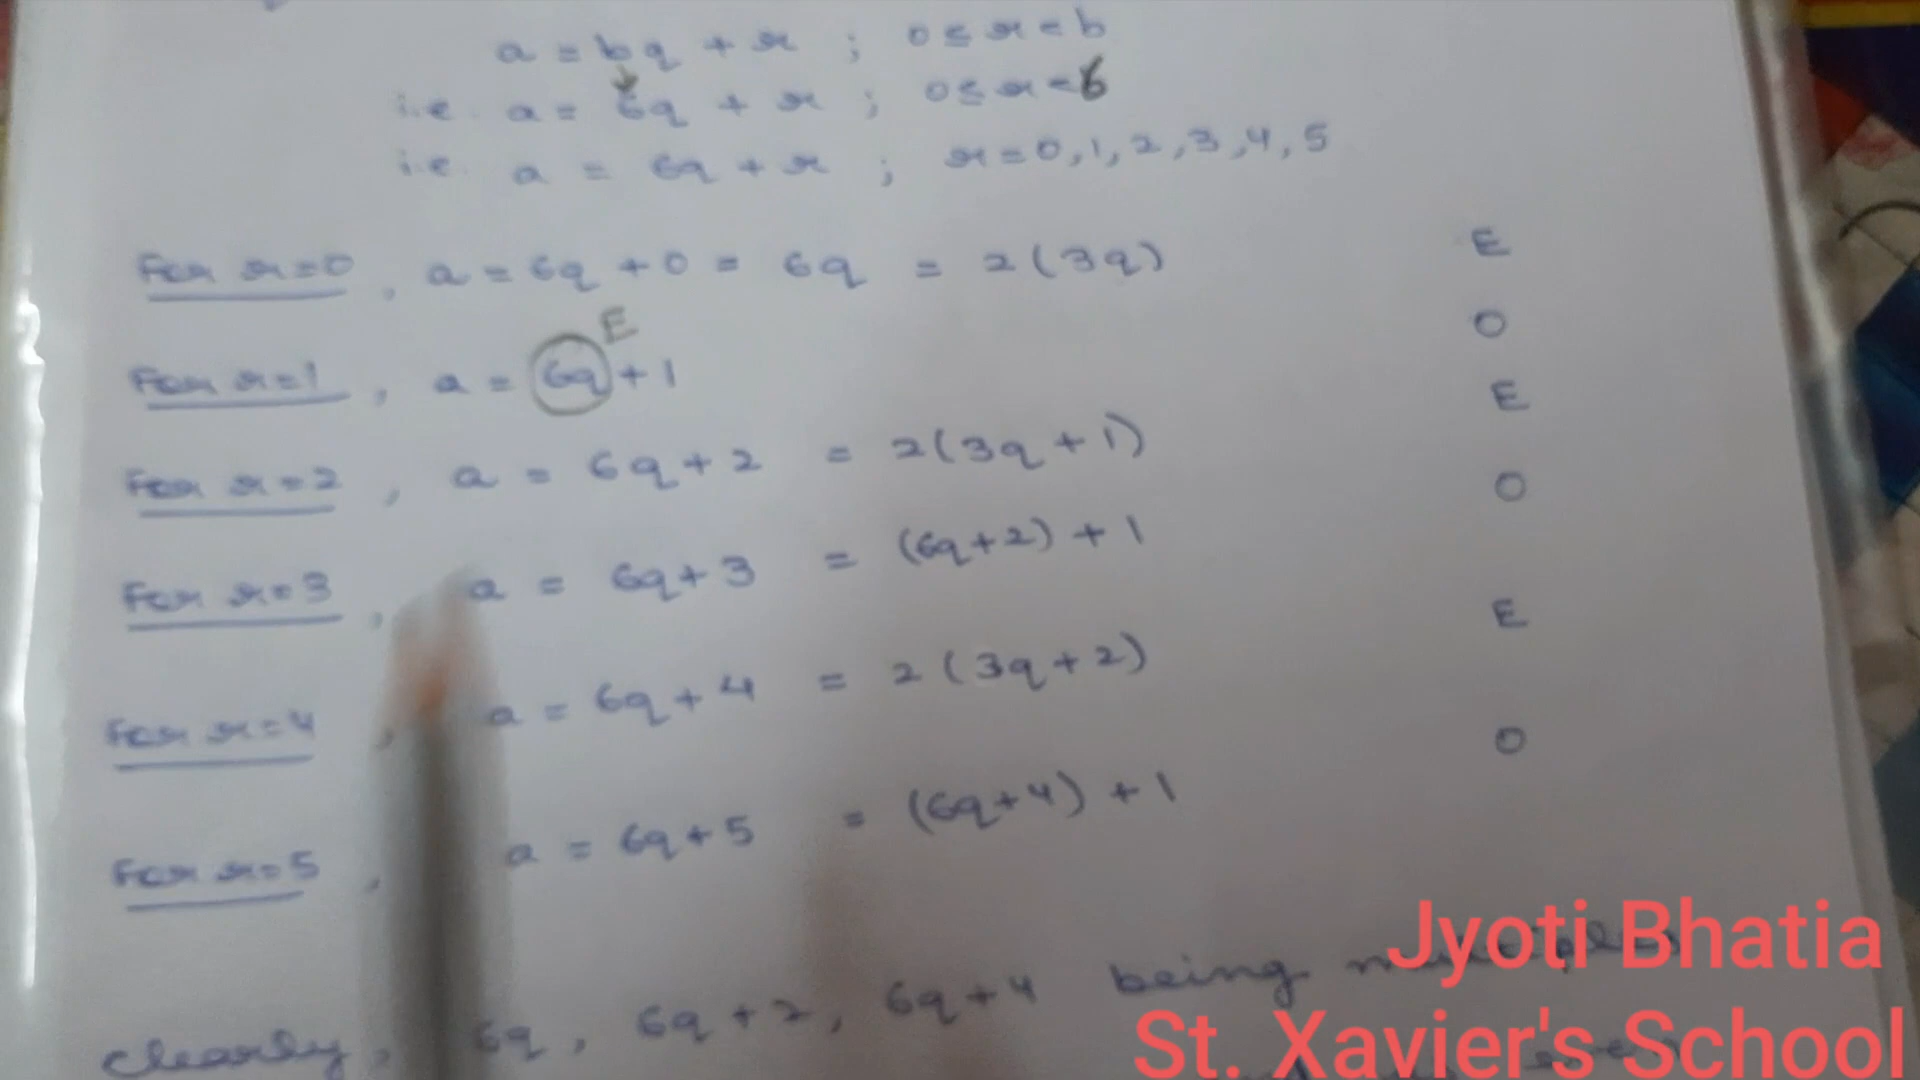 a = bq + r ; 0 ≤ r < b
i.e. a = 6q + r ; 0 ≤ r < 6
i.e. a = 6q + r ; r = 0, 1, 2, 3, 4, 5
For r=0 , a = 6q + 0 = 6q = 2(3q) E
For r=1 , a = 6q + 1 E O
For r=2 , a = 6q + 2 = 2(3q + 1) E
For r=3 , a = 6q + 3 = (6q+2) + 1 O
For r=4 , a = 6q + 4 = 2(3q+2) E
For r=5 , a = 6q + 5 = (6q+4) + 1 O
clearly, 6q, 6q + 2, 6q + 4 being
Jyoti Bhatia
St. Xavier's School